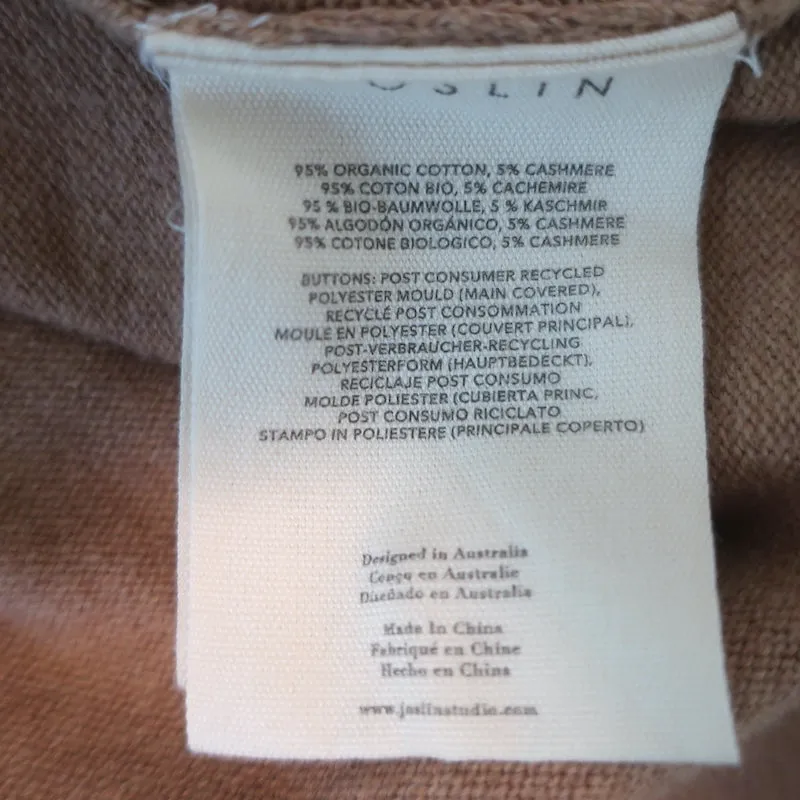 OSLIN
95% ORGANIC COTTON, 5% CASHMERE
95% COTON BIO, 5% CACHEMIRE
95 % BIO-BAUMWOLLE, 5 % KASCHMIR
95% ALGODÓN ORGÁNICO, 5% CASHMERE
95% COTONE BIOLOGICO, 5% CASHMERE
BUTTONS: POST CONSUMER RECYCLED
POLYESTER MOULD (MAIN COVERED),
RECYCLÉ POST CONSOMMATION
MOULE EN POLYESTER (COUVERT PRINCIPAL),
POST-VERBRAUCHER-RECYCLING
POLYESTERFORM (HAUPTBEDECKT),
RECICLAJE POST CONSUMO
MOLDE POLIESTER (CUBIERTA PRINC,
POST CONSUMO RICICLATO
STAMPO IN POLIESTERE (PRINCIPALE COPERTO)
Designed in Australia
Conçu en Australie
Diseñado en Australia
Made In China
Fabriqué en Chine
Hecho en China
www.joslinstudio.com